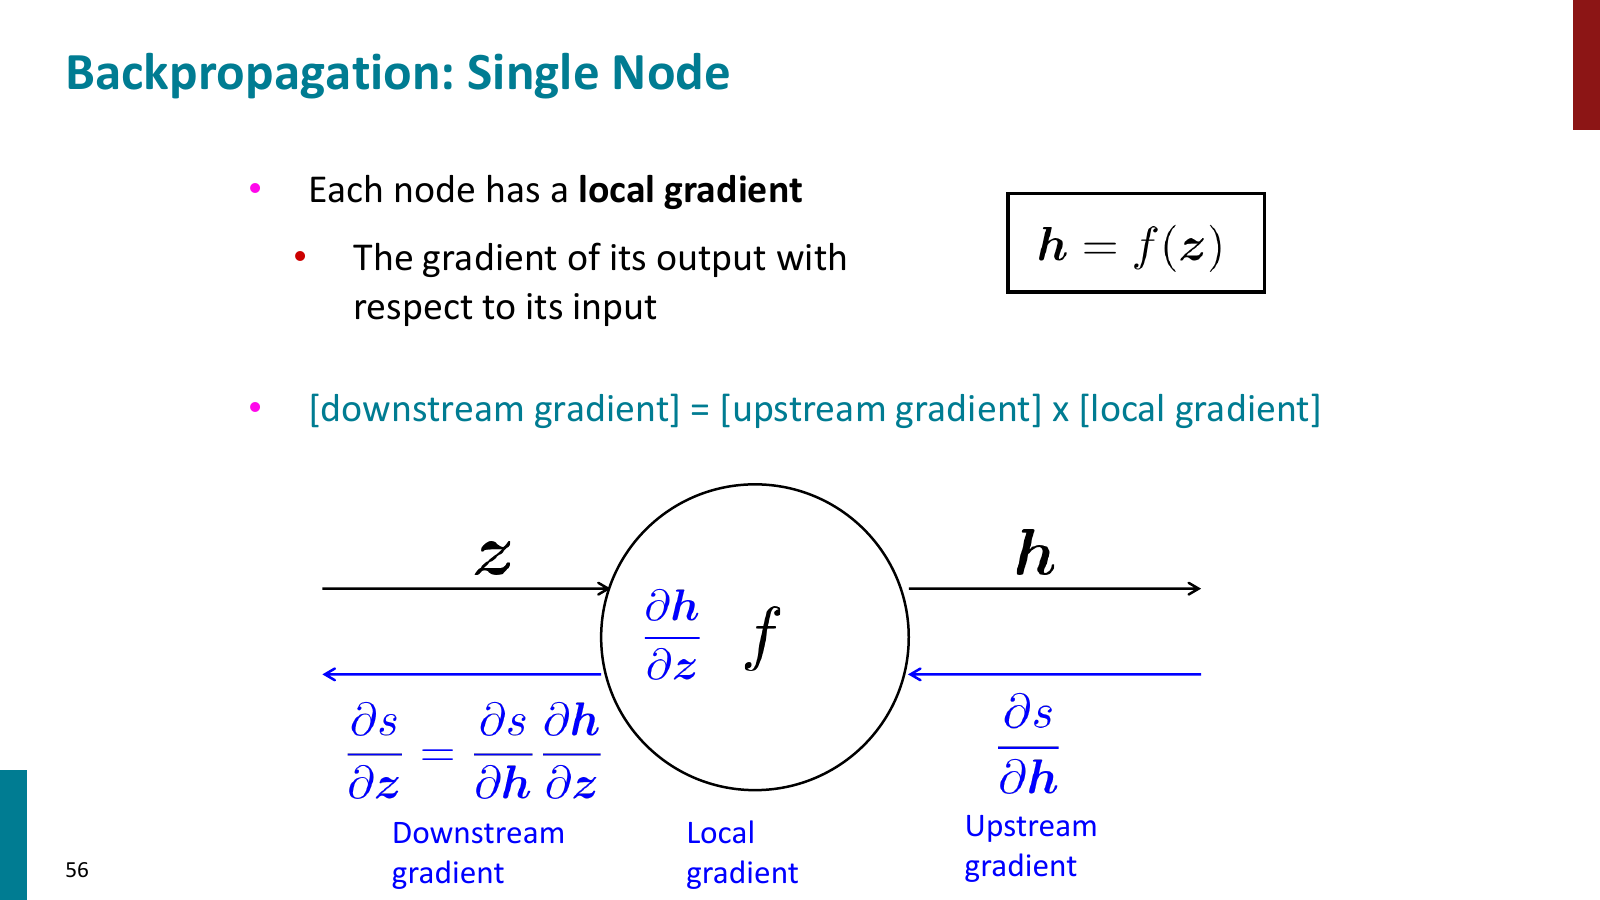 Backpropagation: Single Node
• Each node has a local gradient
• The gradient of its output with
respect to its input
h = f(z)
• [downstream gradient] = [upstream gradient] x [local gradient]
z
h
∂h/∂z f
∂s/∂z = ∂s/∂h ∂h/∂z
∂s/∂h
Downstream
gradient
Local
gradient
Upstream
gradient
56